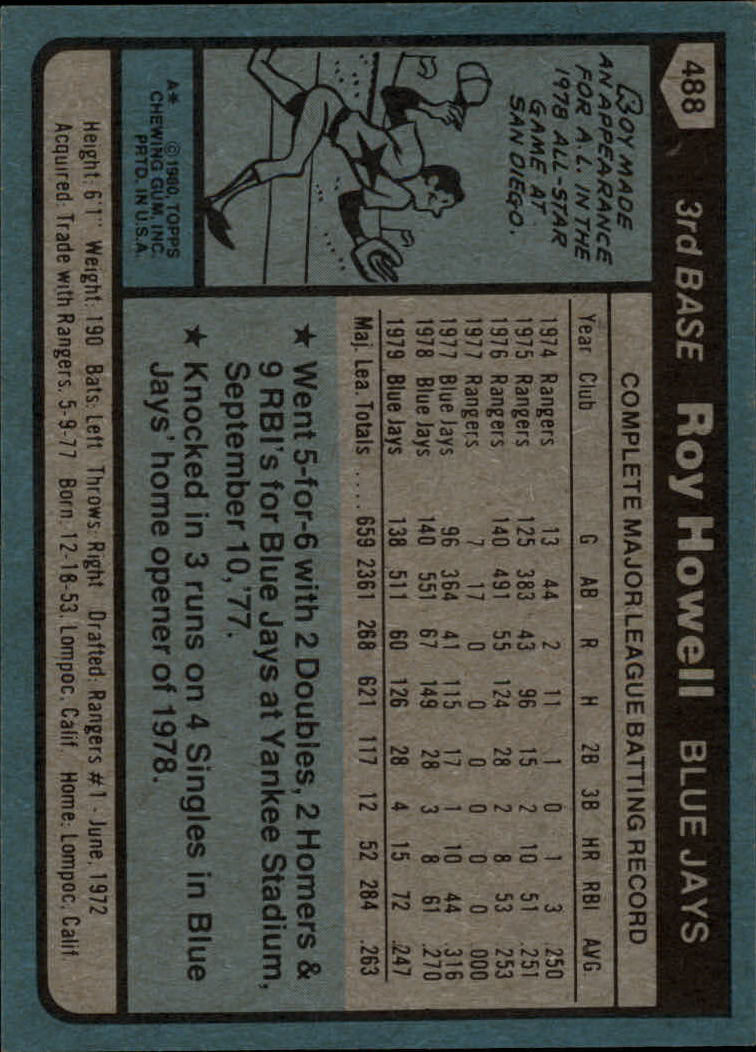 488 3rd BASE Roy Howell BLUE JAYS
ROY MADE
AN APPEARANCE
FOR A.L. IN THE
1978 ALL-STAR
GAME AT
SAN DIEGO.
A* © 1980 TOPPS
CHEWING GUM, INC.
PRTD. IN U.S.A.
COMPLETE MAJOR LEAGUE BATTING RECORD
Year Club G AB R H 2B 3B HR RBI AVG
1974 Rangers 13 44 2 11 1 0 1 3 .250
1975 Rangers 125 383 43 96 15 2 10 51 .251
1976 Rangers 140 491 55 124 28 2 8 53 .253
1977 Rangers 7 17 0 0 0 0 0 0 .000
1977 Blue Jays 96 364 41 115 17 1 10 44 .316
1978 Blue Jays 140 551 67 149 28 3 8 61 .270
1979 Blue Jays 138 511 60 126 28 4 15 72 .247
Maj. Lea. Totals .... 659 2361 268 621 117 12 52 284 .263
★ Went 5-for-6 with 2 Doubles, 2 Homers &
9 RBI's for Blue Jays at Yankee Stadium,
September 10, '77.
★ Knocked in 3 runs on 4 Singles in Blue
Jays' home opener of 1978.
Height: 6'1" Weight: 190 Bats: Left Throws: Right Drafted: Rangers #1 - June, 1972
Acquired: Trade with Rangers, 5-9-77 Born: 12-18-53, Lompoc, Calif. Home: Lompoc, Calif.